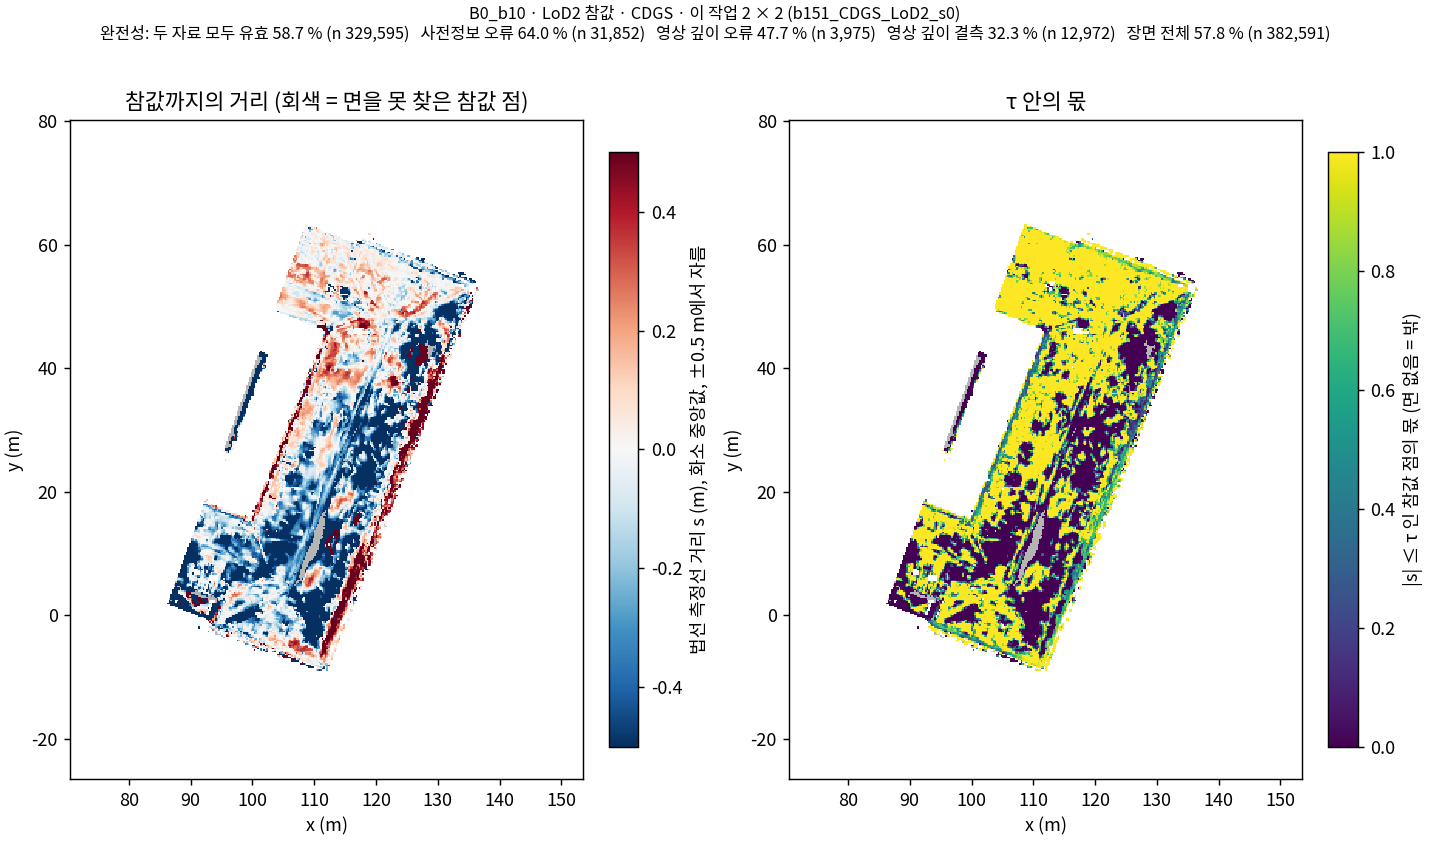 B0_b10 · LoD2 참값 · CDGS · 이 작업 2 × 2 (b151_CDGS_LoD2_s0)
완전성: 두 자료 모두 유효 58.7 % (n 329,595)   사전정보 오류 64.0 % (n 31,852)   영상 깊이 오류 47.7 % (n 3,975)   영상 깊이 결측 32.3 % (n 12,972)   장면 전체 57.8 % (n 382,591)
참값까지의 거리 (회색 = 면을 못 찾은 참값 점)
80
60
40
20
0
-20
y (m)
80 90 100 110 120 130 140 150
x (m)
0.4
0.2
0.0
-0.2
-0.4
법선 측정선 거리 s (m), 화소 중앙값, ±0.5 m에서 자름
τ 안의 몫
80
60
40
20
0
-20
y (m)
80 90 100 110 120 130 140 150
x (m)
1.0
0.8
0.6
0.4
0.2
0.0
|s| ≤ τ 인 참값 점의 몫 (면 없음 = 밖)